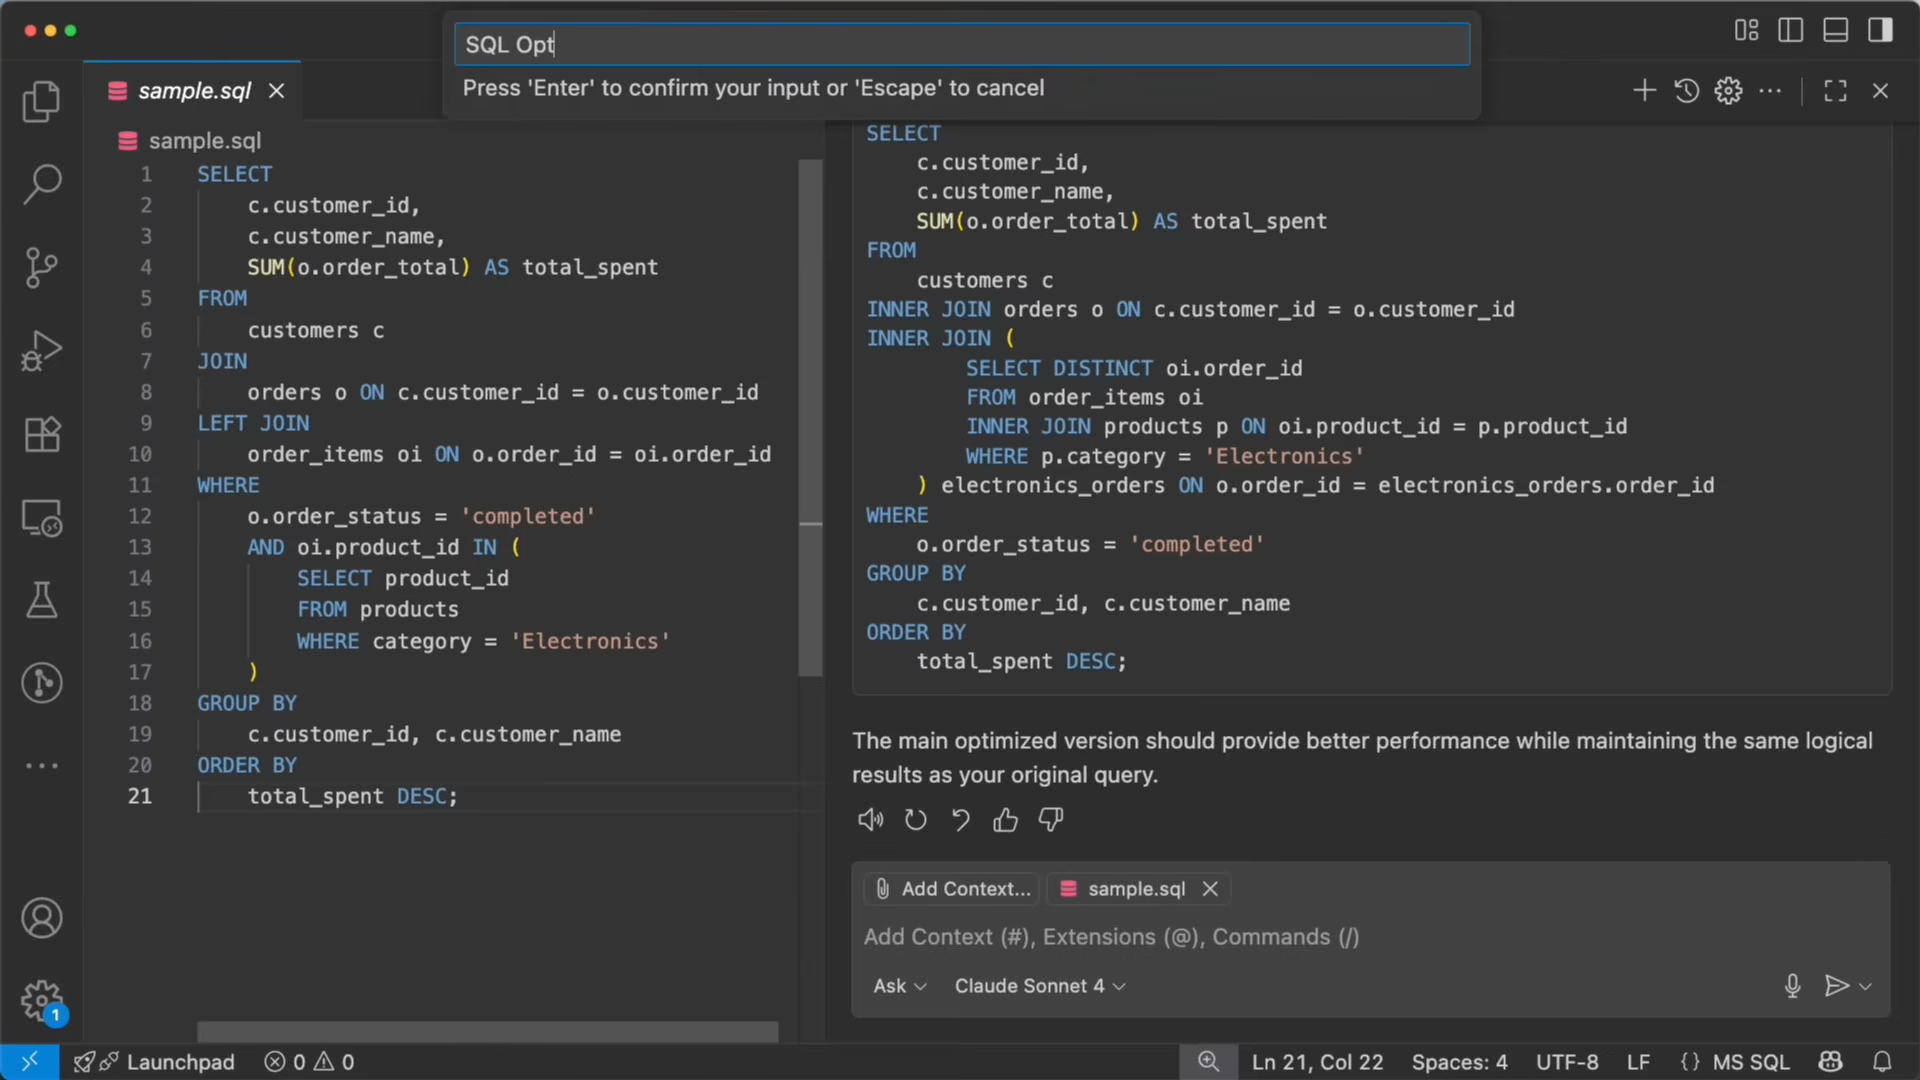 SQL Opt
Press 'Enter' to confirm your input or 'Escape' to cancel
sample.sql
sample.sql
1 SELECT
2 c.customer_id,
3 c.customer_name,
4 SUM(o.order_total) AS total_spent
5 FROM
6 customers c
7 JOIN
8 orders o ON c.customer_id = o.customer_id
9 LEFT JOIN
10 order_items oi ON o.order_id = oi.order_id
11 WHERE
12 o.order_status = 'completed'
13 AND oi.product_id IN (
14 SELECT product_id
15 FROM products
16 WHERE category = 'Electronics'
17 )
18 GROUP BY
19 c.customer_id, c.customer_name
20 ORDER BY
21 total_spent DESC;
SELECT
c.customer_id,
c.customer_name,
SUM(o.order_total) AS total_spent
FROM
customers c
INNER JOIN orders o ON c.customer_id = o.customer_id
INNER JOIN (
SELECT DISTINCT oi.order_id
FROM order_items oi
INNER JOIN products p ON oi.product_id = p.product_id
WHERE p.category = 'Electronics'
) electronics_orders ON o.order_id = electronics_orders.order_id
WHERE
o.order_status = 'completed'
GROUP BY
c.customer_id, c.customer_name
ORDER BY
total_spent DESC;
The main optimized version should provide better performance while maintaining the same logical
results as your original query.
Add Context... sample.sql
Add Context (#), Extensions (@), Commands (/)
Ask Claude Sonnet 4
1
Launchpad 0 0 Ln 21, Col 22 Spaces: 4 UTF-8 LF {} MS SQL